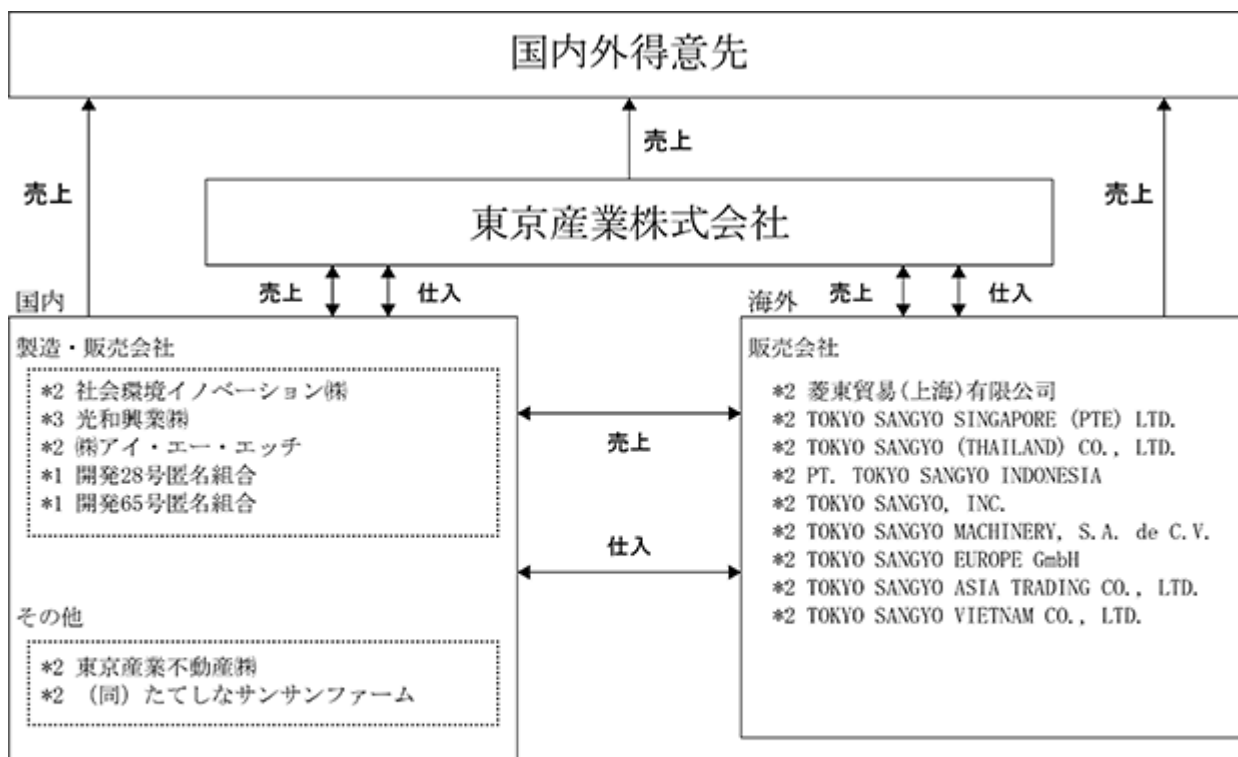 国内外得意先
売上
売上
売上
東京産業株式会社
国内
売上
仕入
海外
売上
仕入
製造・販売会社
*2 社会環境イノベーション㈱
*3 光和興業㈱
*2 ㈱アイ・エー・エッチ
*1 開発28号匿名組合
*1 開発65号匿名組合
その他
*2 東京産業不動産㈱
*2 （同）たてしなサンサンファーム
売上
仕入
販売会社
*2 菱東貿易(上海)有限公司
*2 TOKYO SANGYO SINGAPORE (PTE) LTD.
*2 TOKYO SANGYO (THAILAND) CO., LTD.
*2 PT. TOKYO SANGYO INDONESIA
*2 TOKYO SANGYO, INC.
*2 TOKYO SANGYO MACHINERY, S.A. de C.V.
*2 TOKYO SANGYO EUROPE GmbH
*2 TOKYO SANGYO ASIA TRADING CO., LTD.
*2 TOKYO SANGYO VIETNAM CO., LTD.